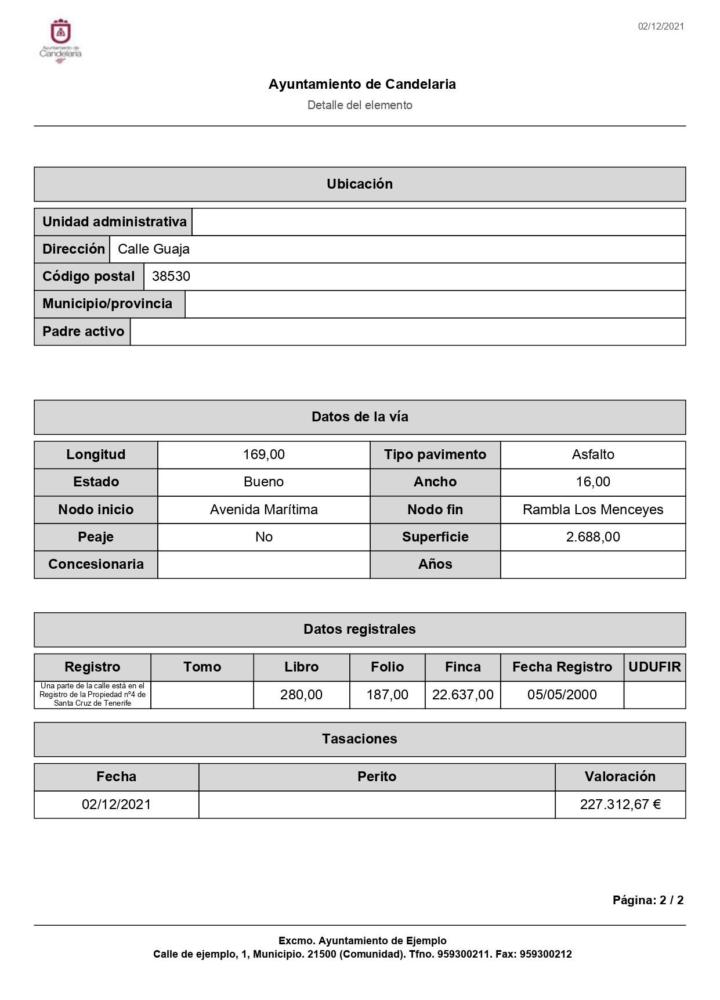 Ayuntamiento de
Candelaria
02/12/2021
Ayuntamiento de Candelaria
Detalle del elemento
Ubicación
Unidad administrativa
Dirección Calle Guaja
Código postal 38530
Municipio/provincia
Padre activo
Datos de la vía
Longitud 169,00 Tipo pavimento Asfalto
Estado Bueno Ancho 16,00
Nodo inicio Avenida Marítima Nodo fin Rambla Los Menceyes
Peaje No Superficie 2.688,00
Concesionaria Años
Datos registrales
Registro Tomo Libro Folio Finca Fecha Registro UDUFIR
Una parte de la calle está en el
Registro de la Propiedad nº4 de
Santa Cruz de Tenerife
280,00 187,00 22.637,00 05/05/2000
Tasaciones
Fecha Perito Valoración
02/12/2021 227.312,67 €
Página: 2 / 2
Excmo. Ayuntamiento de Ejemplo
Calle de ejemplo, 1, Municipio. 21500 (Comunidad). Tfno. 959300211. Fax: 959300212